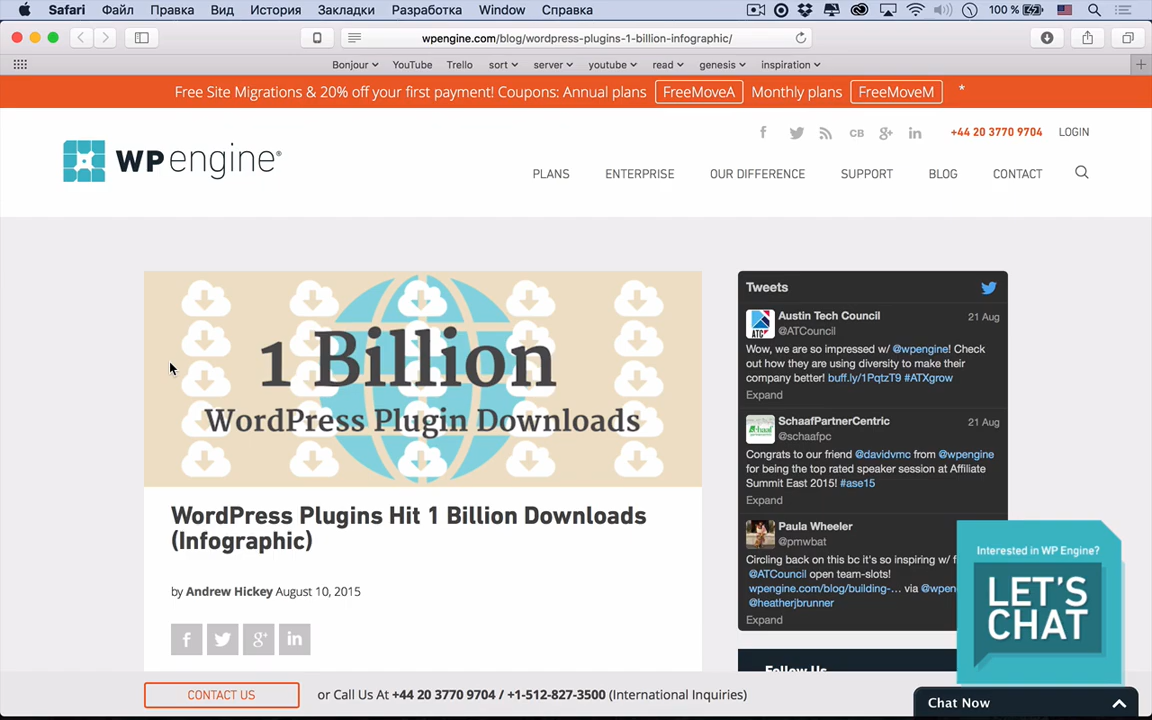 Safari Файл Правка Вид История Закладки Разработка Window Справка 100 %
wpengine.com/blog/wordpress-plugins-1-billion-infographic/
Bonjour YouTube Trello sort server youtube read genesis inspiration
Free Site Migrations & 20% off your first payment! Coupons: Annual plans FreeMoveA Monthly plans FreeMoveM *
CB +44 20 3770 9704 LOGIN
WP engine®
PLANS ENTERPRISE OUR DIFFERENCE SUPPORT BLOG CONTACT
1 Billion
WordPress Plugin Downloads
WordPress Plugins Hit 1 Billion Downloads
(Infographic)
by Andrew Hickey August 10, 2015
Tweets
Austin Tech Council 21 Aug
@ATCouncil
Wow, we are so impressed w/ @wpengine! Check
out how they are using diversity to make their
company better! buff.ly/1PqtzT9 #ATXgrow
Expand
SchaafPartnerCentric 21 Aug
@schaafpc
Congrats to our friend @davidvmc from @wpengine
for being the top rated speaker session at Affiliate
Summit East 2015! #ase15
Expand
Paula Wheeler
@pmwbat
Circling back on this bc it's so inspiring w/ f
@ATCouncil open team-slots!
wpengine.com/blog/building-... via @wpen
@heatherjbrunner
Expand
Follow Us
Interested in WP Engine?
LET'S
CHAT
CONTACT US or Call Us At +44 20 3770 9704 / +1-512-827-3500 (International Inquiries)
Chat Now